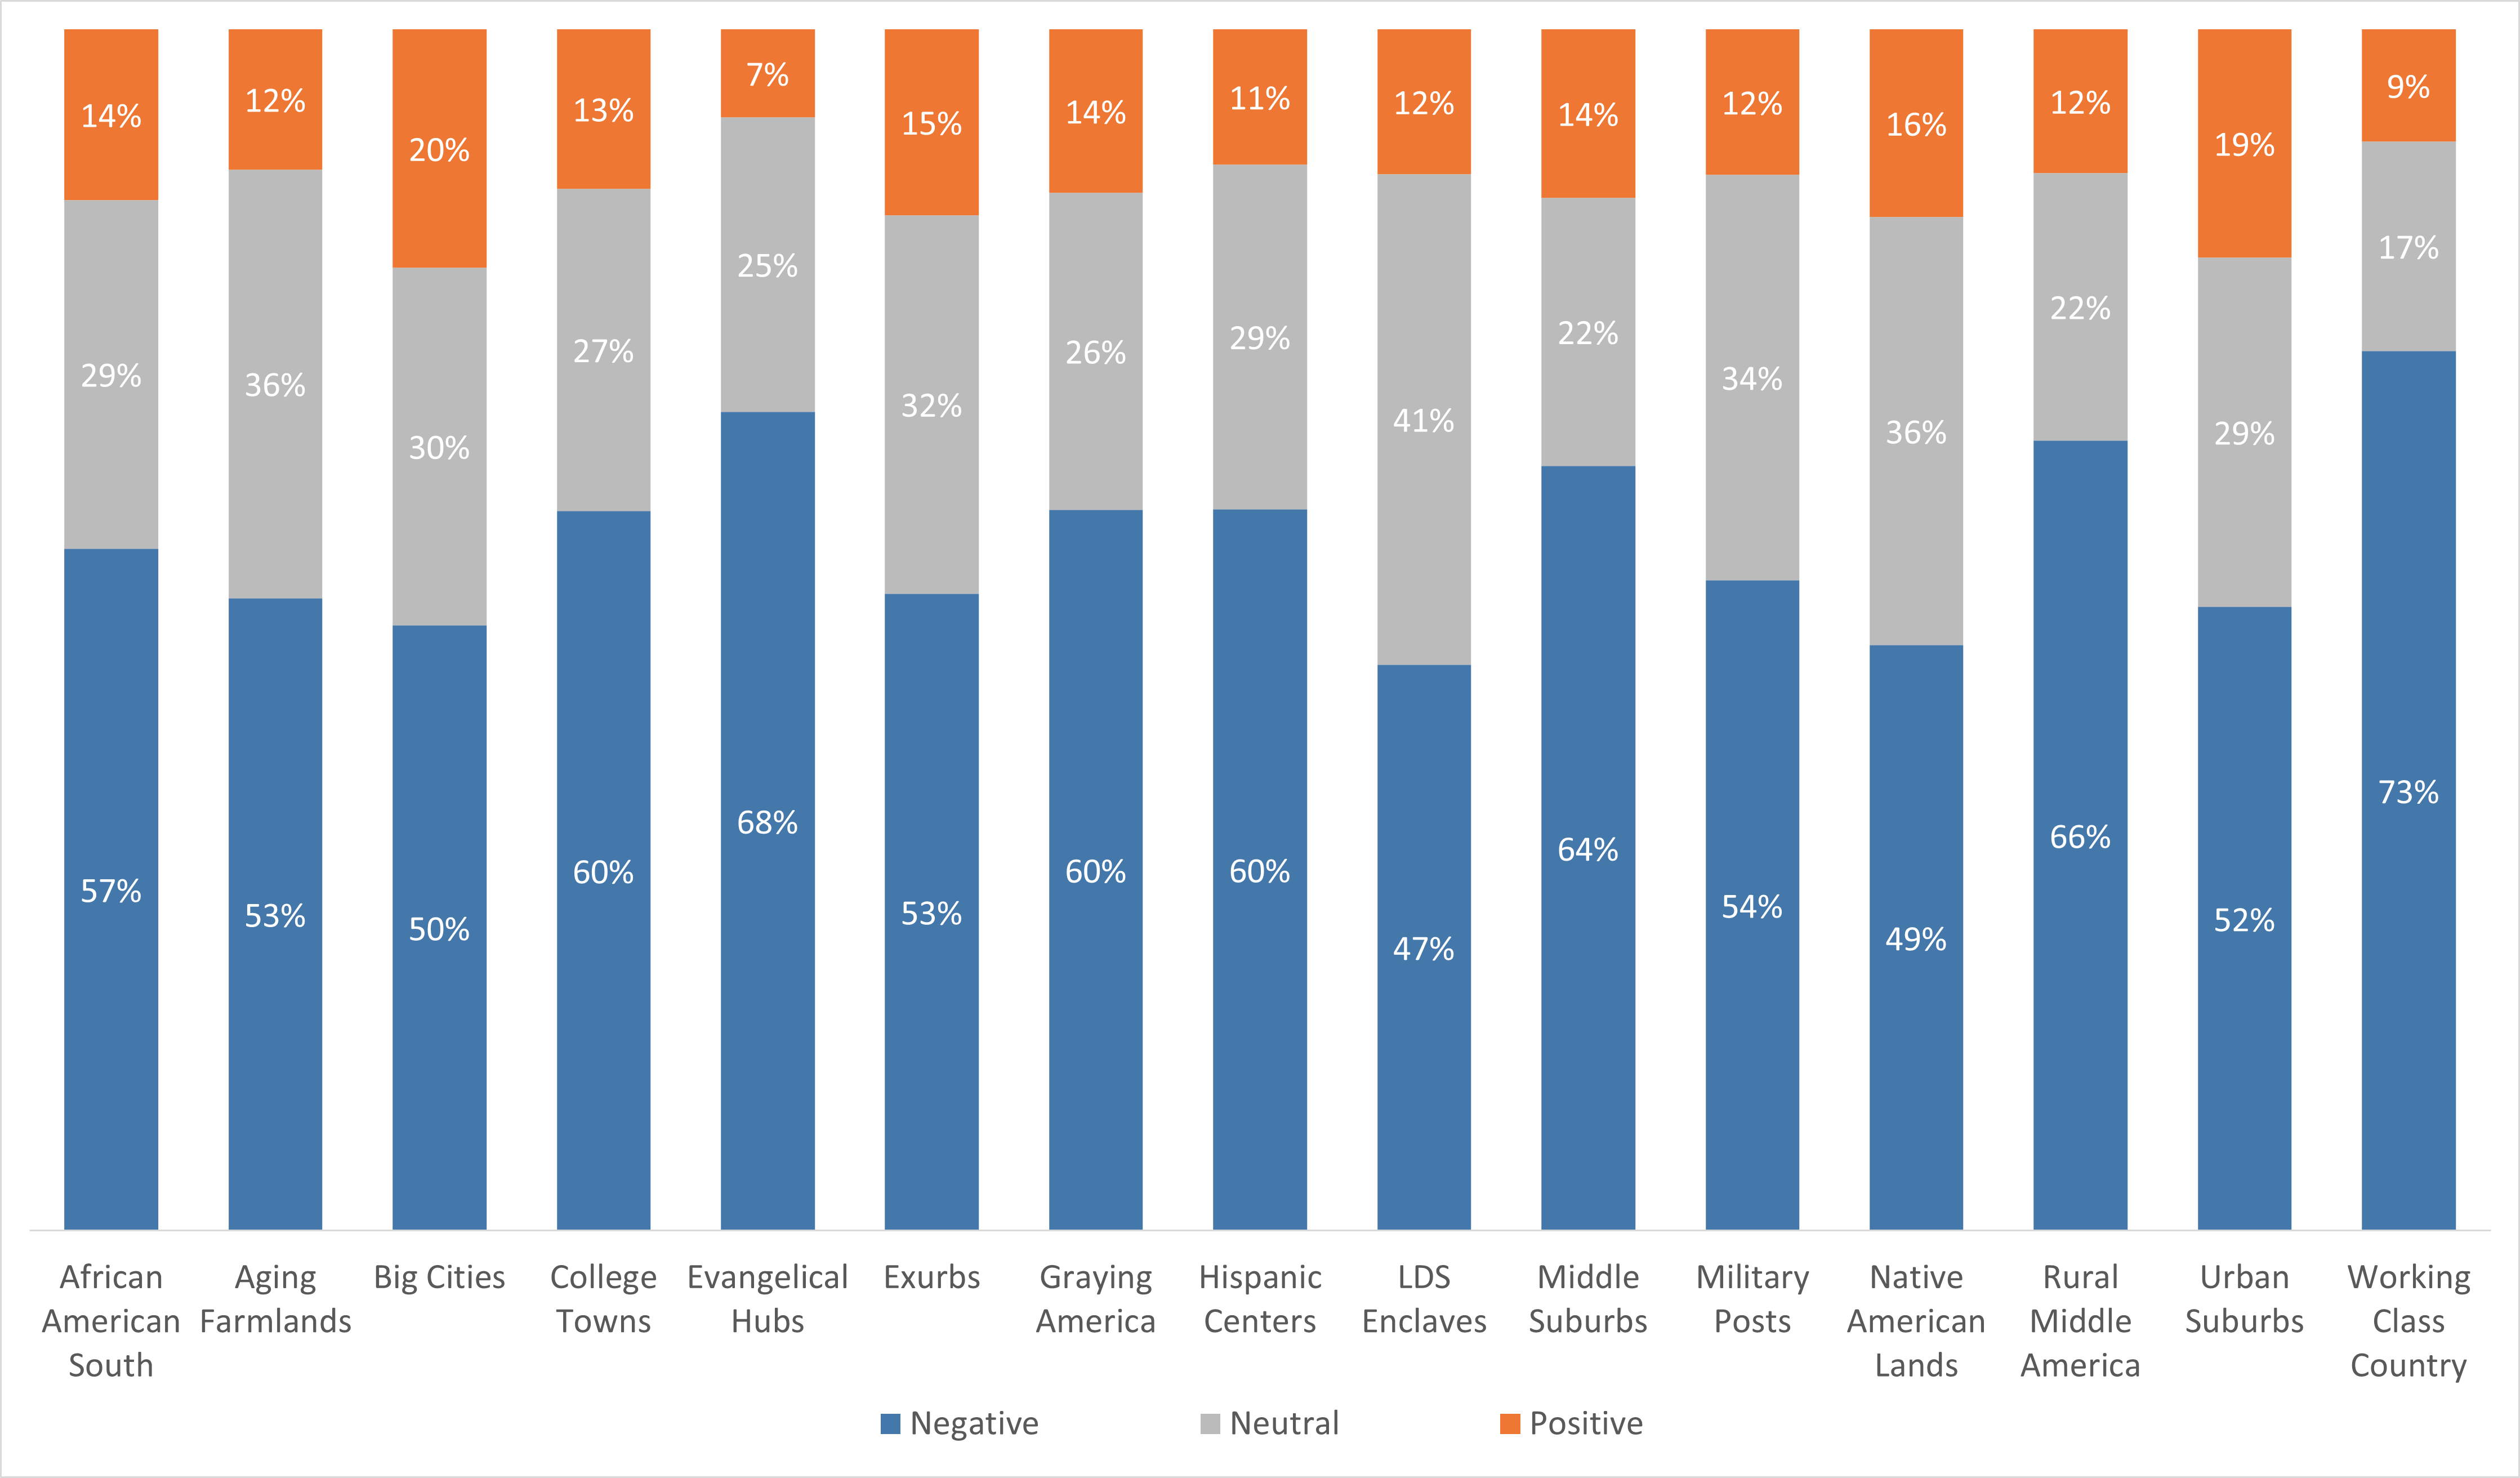 14%
12%
20%
13%
7%
15%
14%
11%
12%
14%
12%
16%
12%
19%
9%
29%
36%
30%
27%
25%
32%
26%
29%
41%
22%
34%
36%
22%
29%
17%
57%
53%
50%
60%
68%
53%
60%
60%
47%
64%
54%
49%
66%
52%
73%
African
American
South
Aging
Farmlands
Big Cities
College
Towns
Evangelical
Hubs
Exurbs
Graying
America
Hispanic
Centers
LDS
Enclaves
Middle
Suburbs
Military
Posts
Native
American
Lands
Rural
Middle
America
Urban
Suburbs
Working
Class
Country
Negative
Neutral
Positive